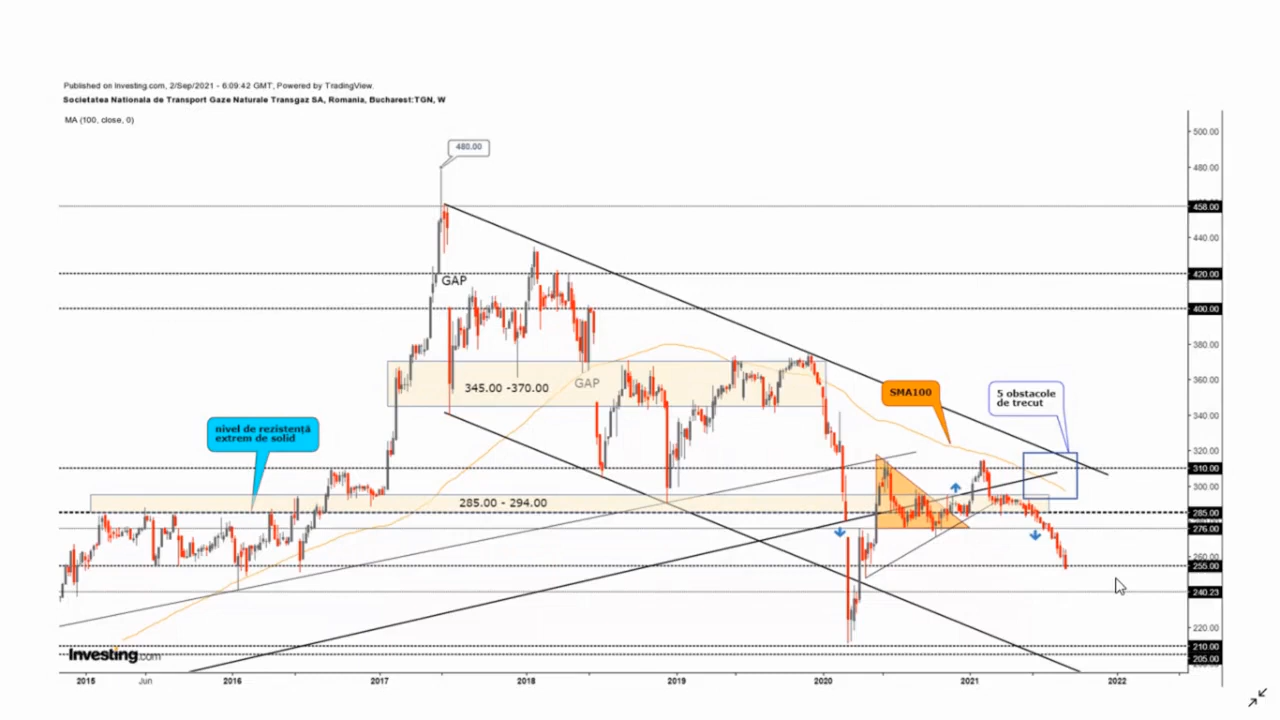 Published on Investing.com, 2/Sep/2021 - 6:09:42 GMT, Powered by TradingView.
Societatea Nationala de Transport Gaze Naturale Transgaz SA, Romania, Bucharest:TGN, W
MA (100, close, 0)
500.00
480.00
480.00
458.00
440.00
GAP
420.00
400.00
380.00
345.00 -370.00
GAP
360.00
SMA100
5 obstacole
de trecut
340.00
nivel de rezistență
extrem de solid
320.00
310.00
300.00
285.00 - 294.00
285.00
276.00
260.00
255.00
240.23
220.00
210.00
205.00
Investing.com
2015
Jun
2016
2017
2018
2019
2020
2021
2022